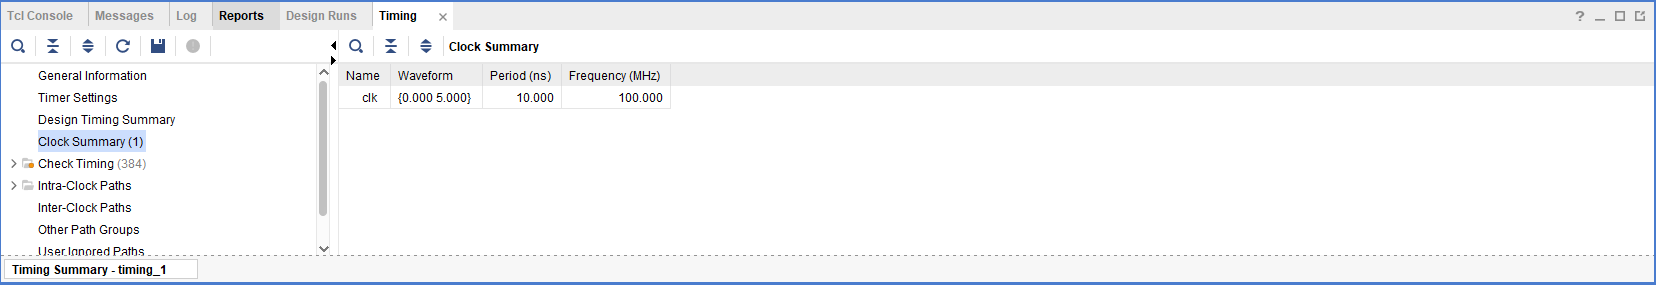 Tcl Console Messages Log Reports Design Runs Timing × ?
Clock Summary
General Information
Timer Settings
Design Timing Summary
Clock Summary (1)
Check Timing (384)
Intra-Clock Paths
Inter-Clock Paths
Other Path Groups
User Ignored Paths
Name Waveform Period (ns) Frequency (MHz)
clk {0.000 5.000} 10.000 100.000
Timing Summary - timing_1